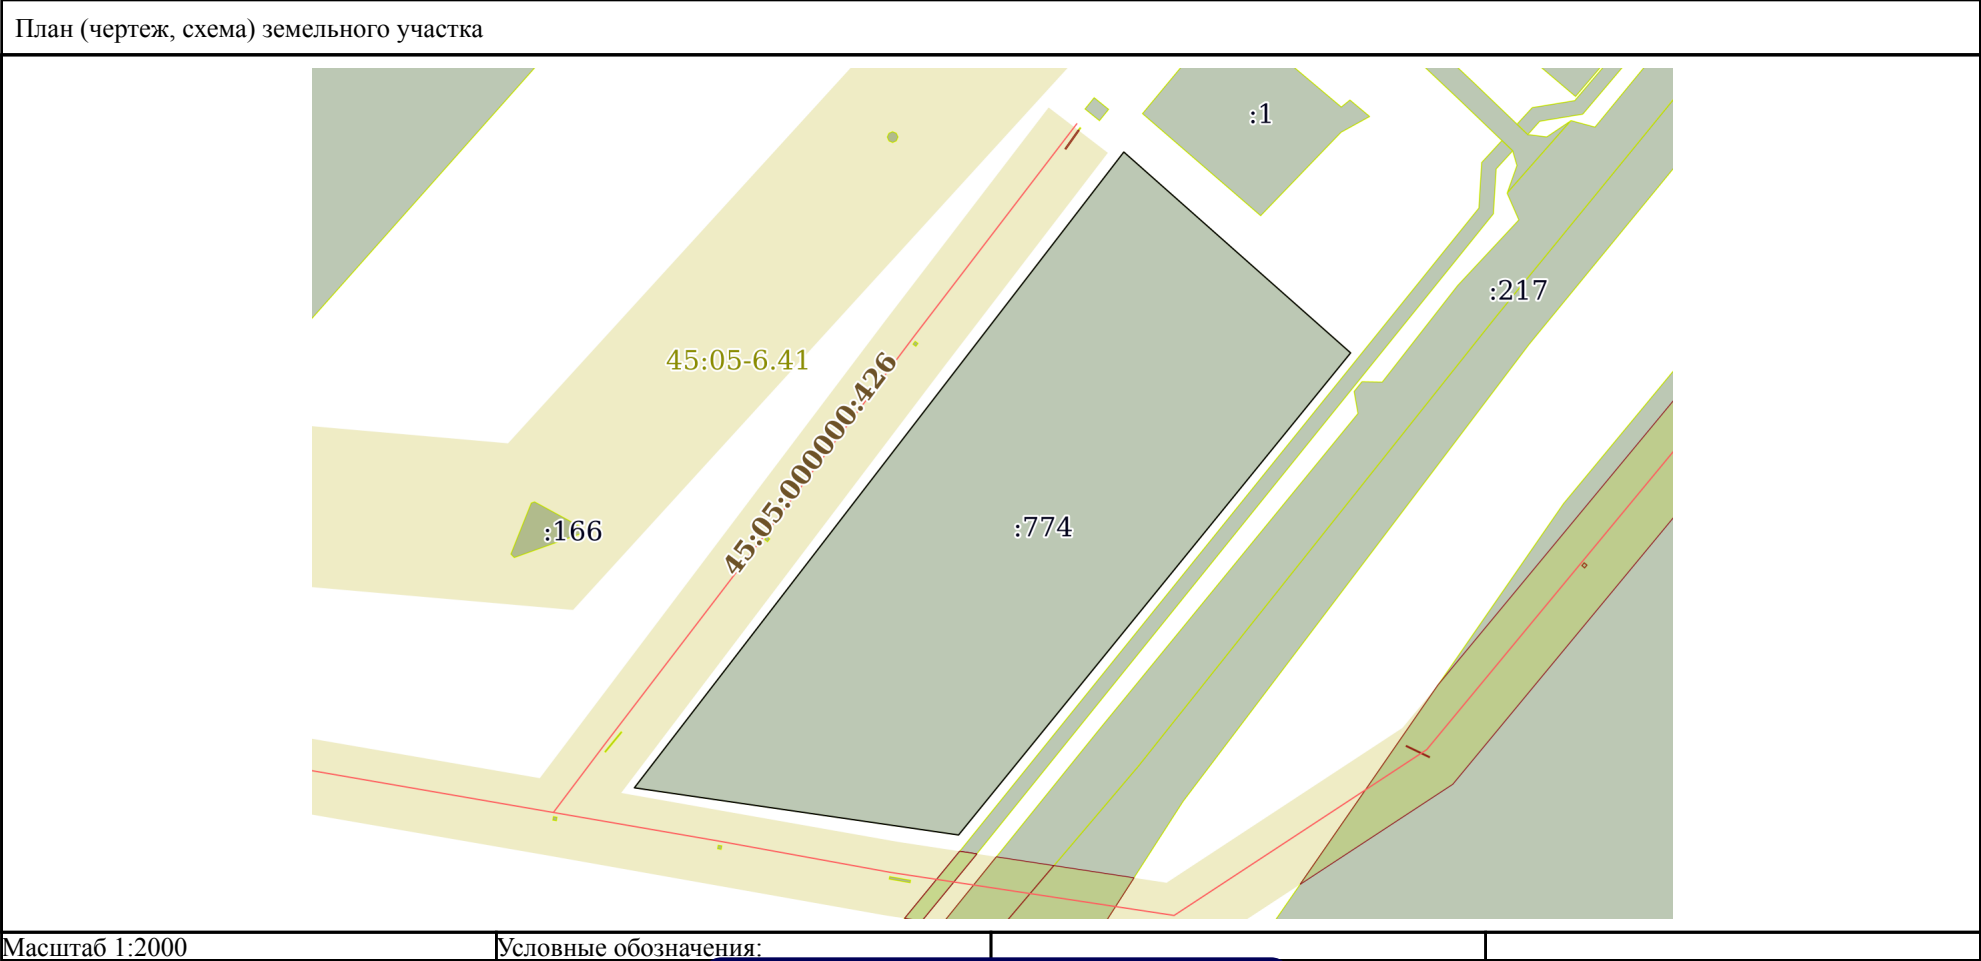 План (чертеж, схема) земельного участка
:1
:217
45:05-6.41
45:05:000000:426
:166
:774
Масштаб 1:2000
Условные обозначения: